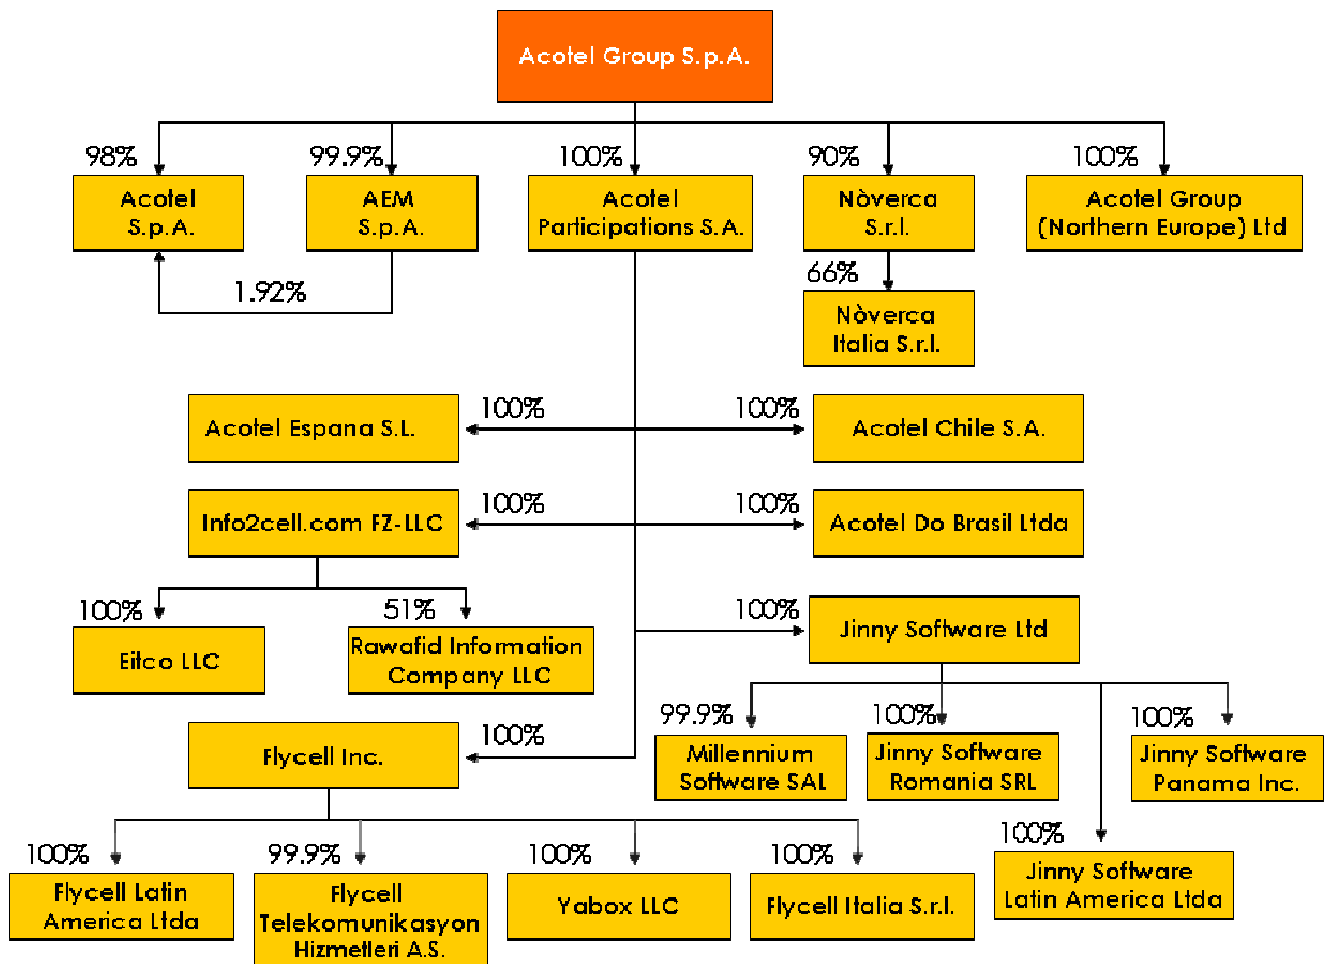 Acotel Group S.p.A.
98%
99.9%
100%
90%
100%
Acotel
S.p.A.
AEM
S.p.A.
Acotel
Participations S.A.
Nòverca
S.r.l.
Acotel Group
(Northern Europe) Ltd
1.92%
66%
Nòverca
Italia S.r.l.
100%
100%
Acotel Espana S.L.
Acotel Chile S.A.
100%
100%
Info2cell.com FZ-LLC
Acotel Do Brasil Ltda
100%
51%
100%
Eitco LLC
Rawafid Information
Company LLC
Jinny Software Ltd
99.9%
100%
100%
100%
Flycell Inc.
Millennium
Software SAL
Jinny Software
Romania SRL
Jinny Software
Panama Inc.
100%
99.9%
100%
100%
100%
Flycell Latin
America Ltda
Flycell
Telekomunikasyon
Hizmetleri A.S.
Yabox LLC
Flycell Italia S.r.l.
Jinny Software
Latin America Ltda